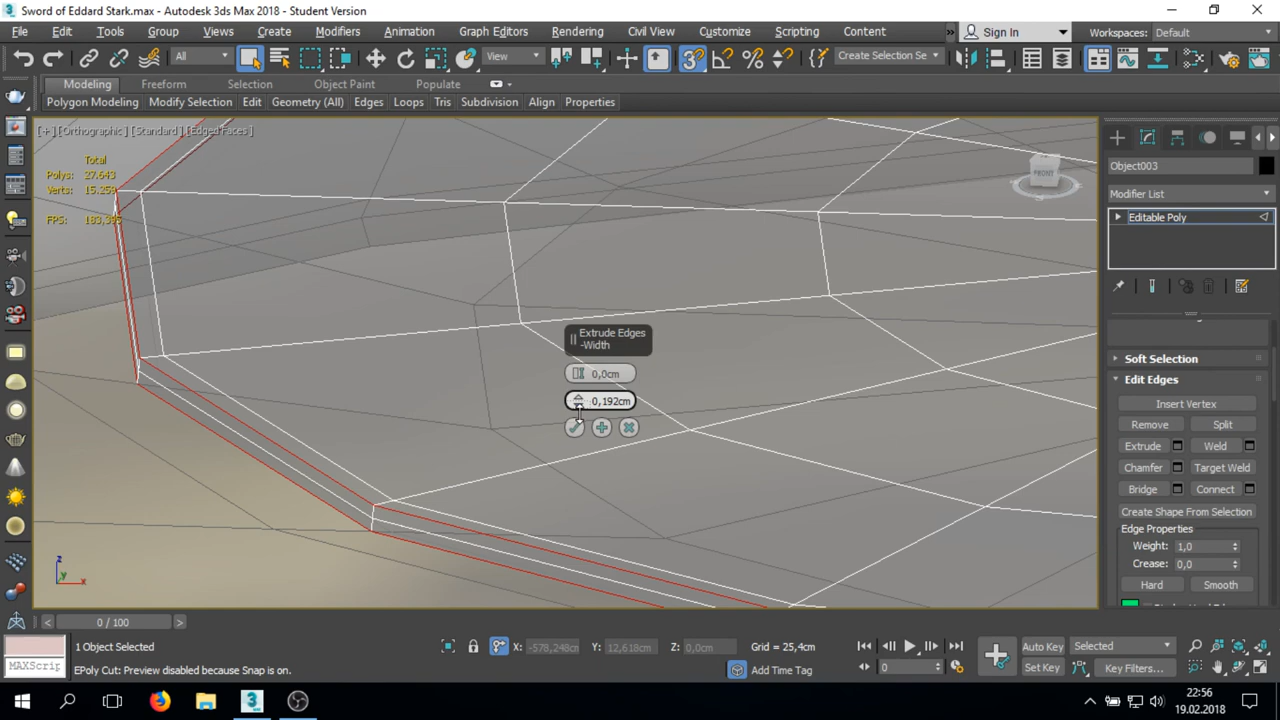 Sword of Eddard Stark.max - Autodesk 3ds Max 2018 - Student Version
File Edit Tools Group Views Create Modifiers Animation Graph Editors Rendering Civil View Customize Scripting Content » Sign In Workspaces: Default
All View Create Selection Se
Modeling Freeform Selection Object Paint Populate
Polygon Modeling Modify Selection Edit Geometry (All) Edges Loops Tris Subdivision Align Properties
[+] [Orthographic] [Standard] [Edged Faces]
Total
Polys: 27.643
Verts: 15.259
FPS: 183,395
FRONT
S
Extrude Edges
-Width
0,0cm
0,192cm
z
y
x
Object003
Modifier List
Editable Poly
Soft Selection
Edit Edges
Insert Vertex
Remove Split
Extrude Weld
Chamfer Target Weld
Bridge Connect
Create Shape From Selection
Edge Properties
Weight: 1,0
Crease: 0,0
Hard Smooth
< 0 / 100 >
1 Object Selected X: -578,248cm Y: 12,618cm Z: 0,0cm Grid = 25,4cm Auto Key Selected
MAXScrip EPoly Cut: Preview disabled because Snap is on. Add Time Tag 0 Set Key Key Filters...
22:56
19.02.2018